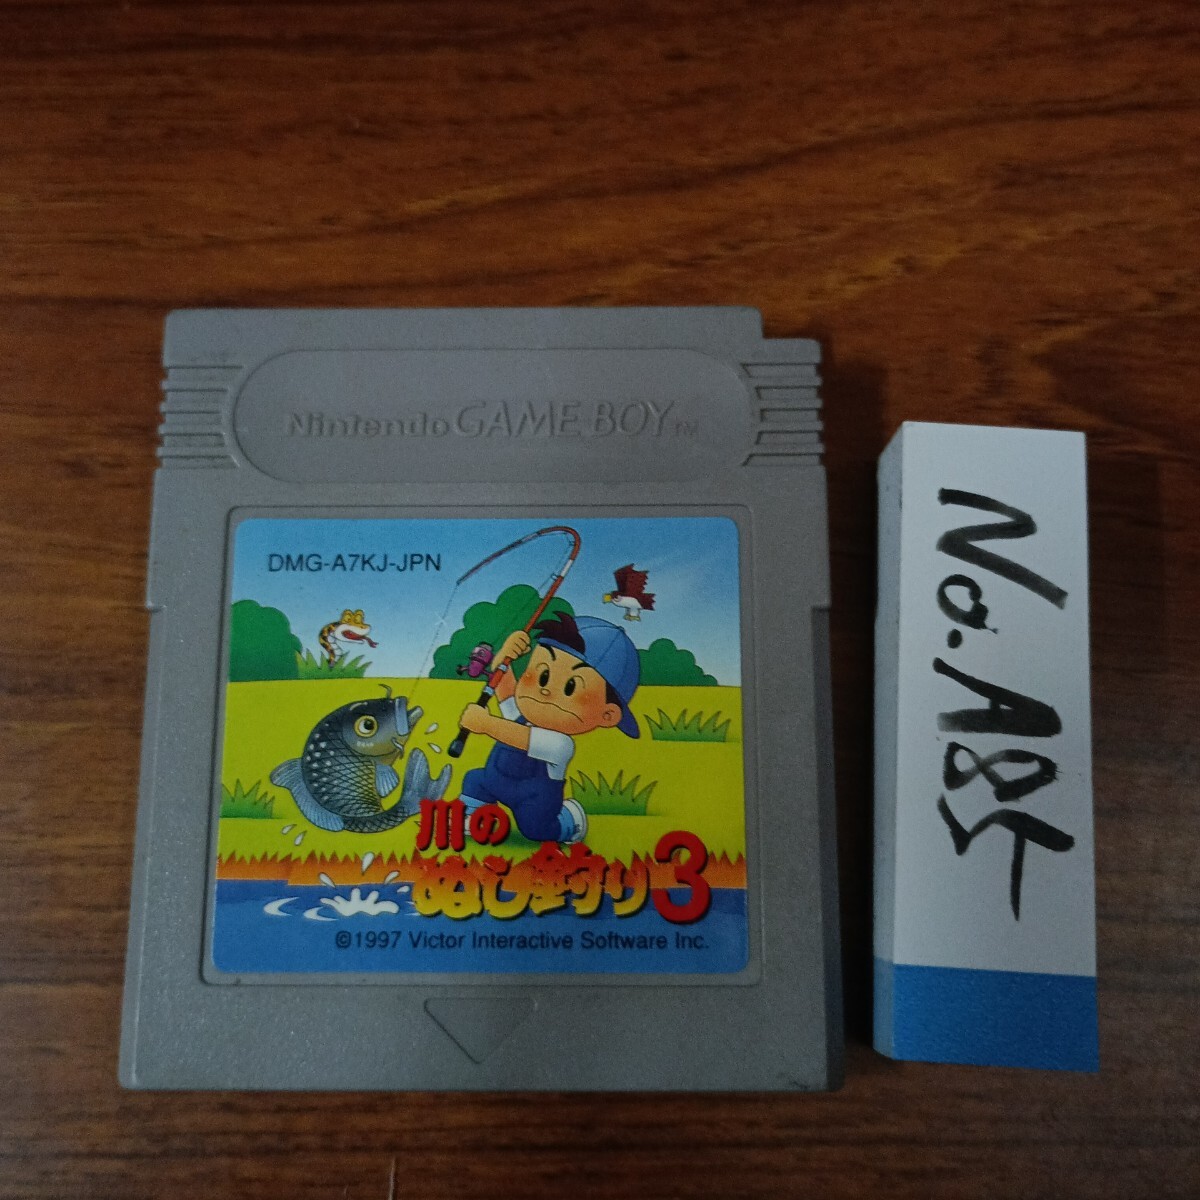 Nintendo GAME BOY TM
DMG-A7KJ-JPN
川の
ぬし釣り3
©1997 Victor Interactive Software Inc.
No.A85